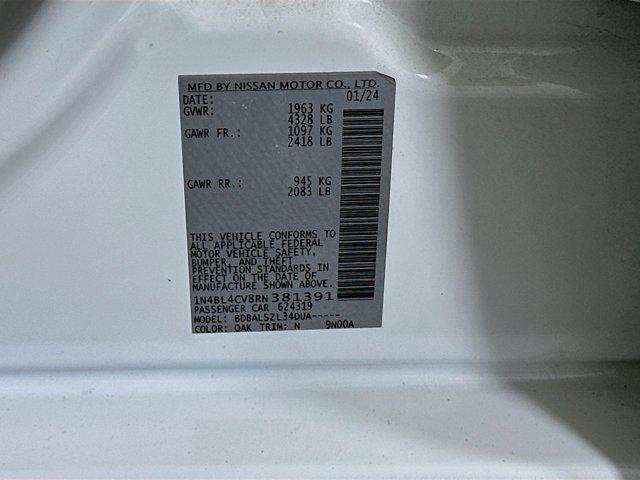 MFD BY NISSAN MOTOR CO., LTD.
DATE: 01/24
GVWR: 1963 KG
4328 LB
GAWR FR.: 1097 KG
2418 LB
GAWR RR.: 945 KG
2083 LB
THIS VEHICLE CONFORMS TO
ALL APPLICABLE FEDERAL
MOTOR VEHICLE SAFETY,
BUMPER, AND THEFT
PREVENTION STANDARDS IN
EFFECT ON THE DATE OF
MANUFACTURE SHOWN ABOVE.
1N4BL4CV8RN381391
PASSENGER CAR 624319
MODEL: BDBALSZL34DUA-----
COLOR: OAK TRIM: N 9N00A